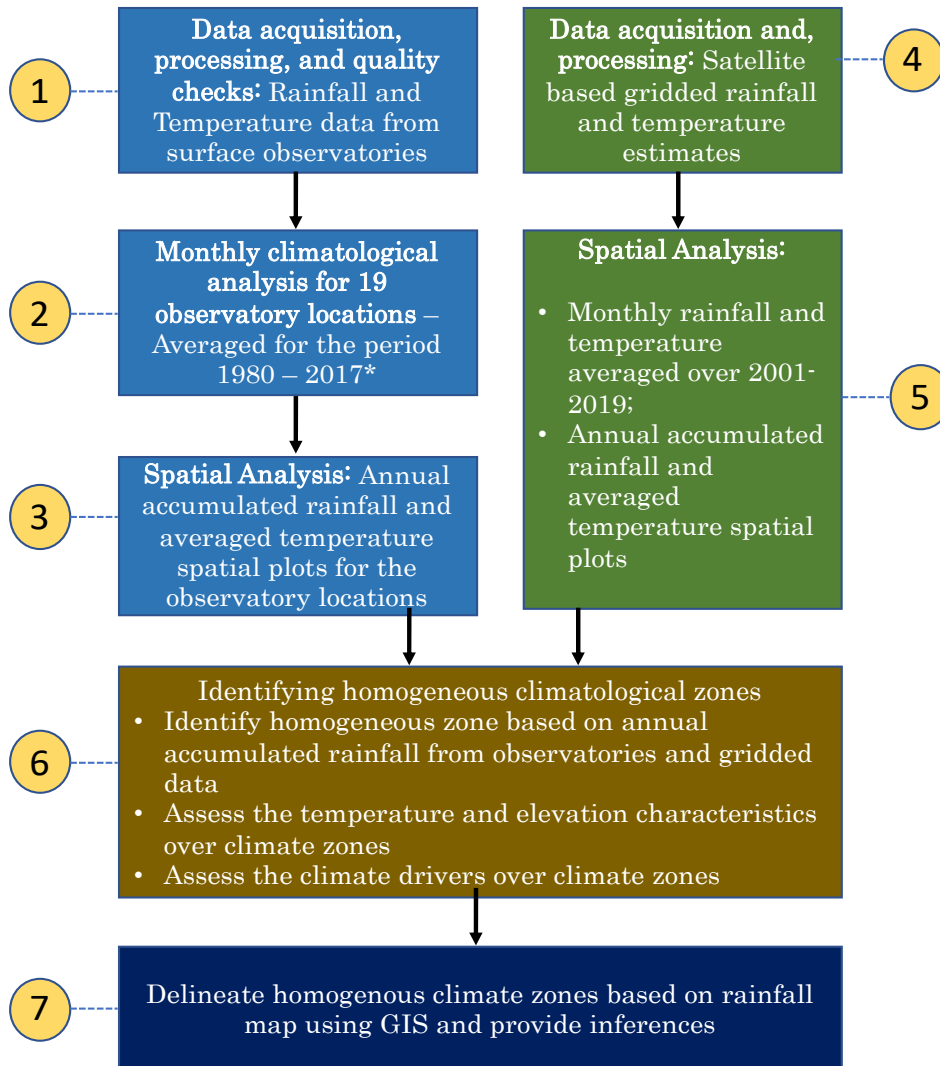 1
Data acquisition,
processing, and quality
checks: Rainfall and
Temperature data from
surface observatories
2
Monthly climatological
analysis for 19
observatory locations –
Averaged for the period
1980 – 2017*
3
Spatial Analysis: Annual
accumulated rainfall and
averaged temperature
spatial plots for the
observatory locations
4
Data acquisition and,
processing: Satellite
based gridded rainfall
and temperature
estimates
5
Spatial Analysis:
• Monthly rainfall and
temperature
averaged over 2001-
2019;
• Annual accumulated
rainfall and
averaged
temperature spatial
plots
6
Identifying homogeneous climatological zones
• Identify homogeneous zone based on annual
accumulated rainfall from observatories and gridded
data
• Assess the temperature and elevation characteristics
over climate zones
• Assess the climate drivers over climate zones
7
Delineate homogenous climate zones based on rainfall
map using GIS and provide inferences